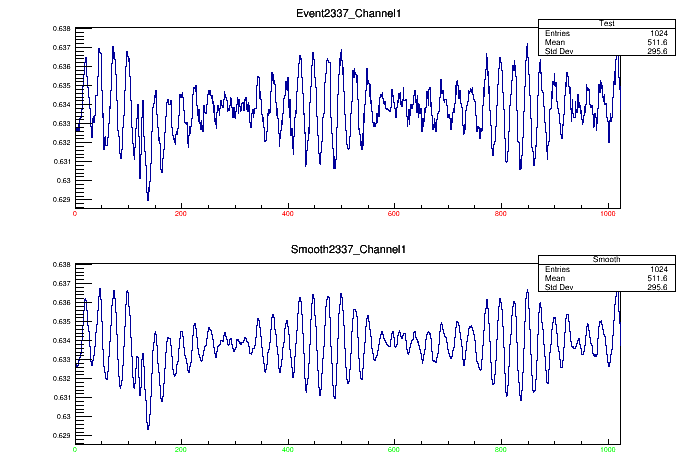 Event2337_Channel1
Test
Entries 1024
Mean 511.6
Std Dev 295.6
0.638
0.637
0.636
0.635
0.634
0.633
0.632
0.631
0.63
0.629
0 200 400 600 800 1000
Smooth2337_Channel1
Smooth
Entries 1024
Mean 511.6
Std Dev 295.6
0.638
0.637
0.636
0.635
0.634
0.633
0.632
0.631
0.63
0.629
0 200 400 600 800 1000